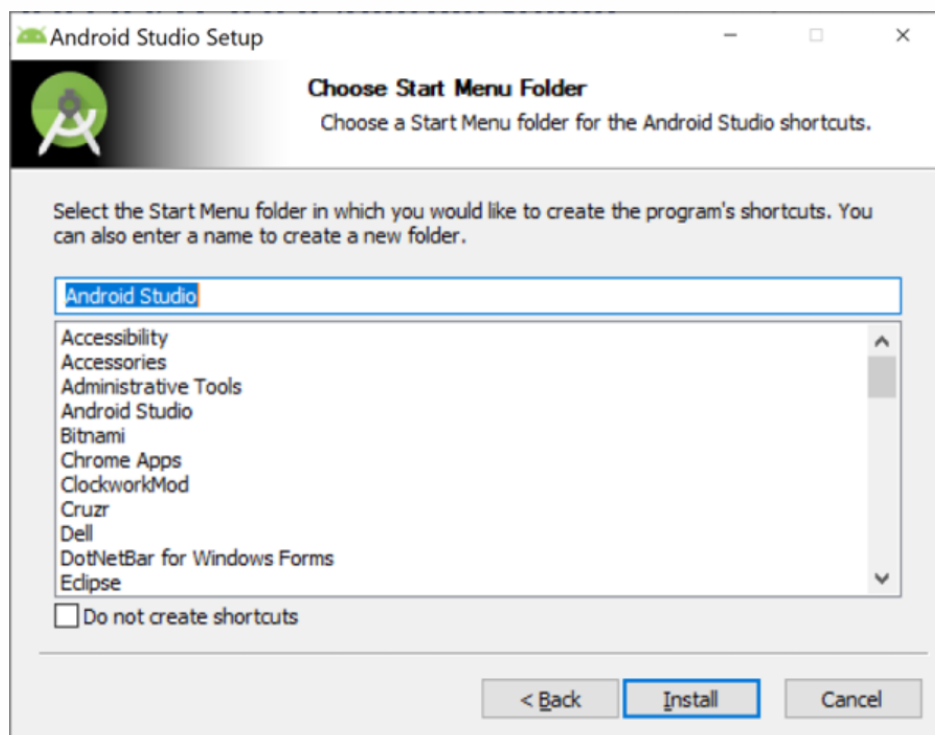 Android Studio Setup
Choose Start Menu Folder
Choose a Start Menu folder for the Android Studio shortcuts.
Select the Start Menu folder in which you would like to create the program's shortcuts. You
can also enter a name to create a new folder.
Android Studio
Accessibility
Accessories
Administrative Tools
Android Studio
Bitnami
Chrome Apps
ClockworkMod
Cruzr
Dell
DotNetBar for Windows Forms
Eclipse
Do not create shortcuts
< Back
Install
Cancel